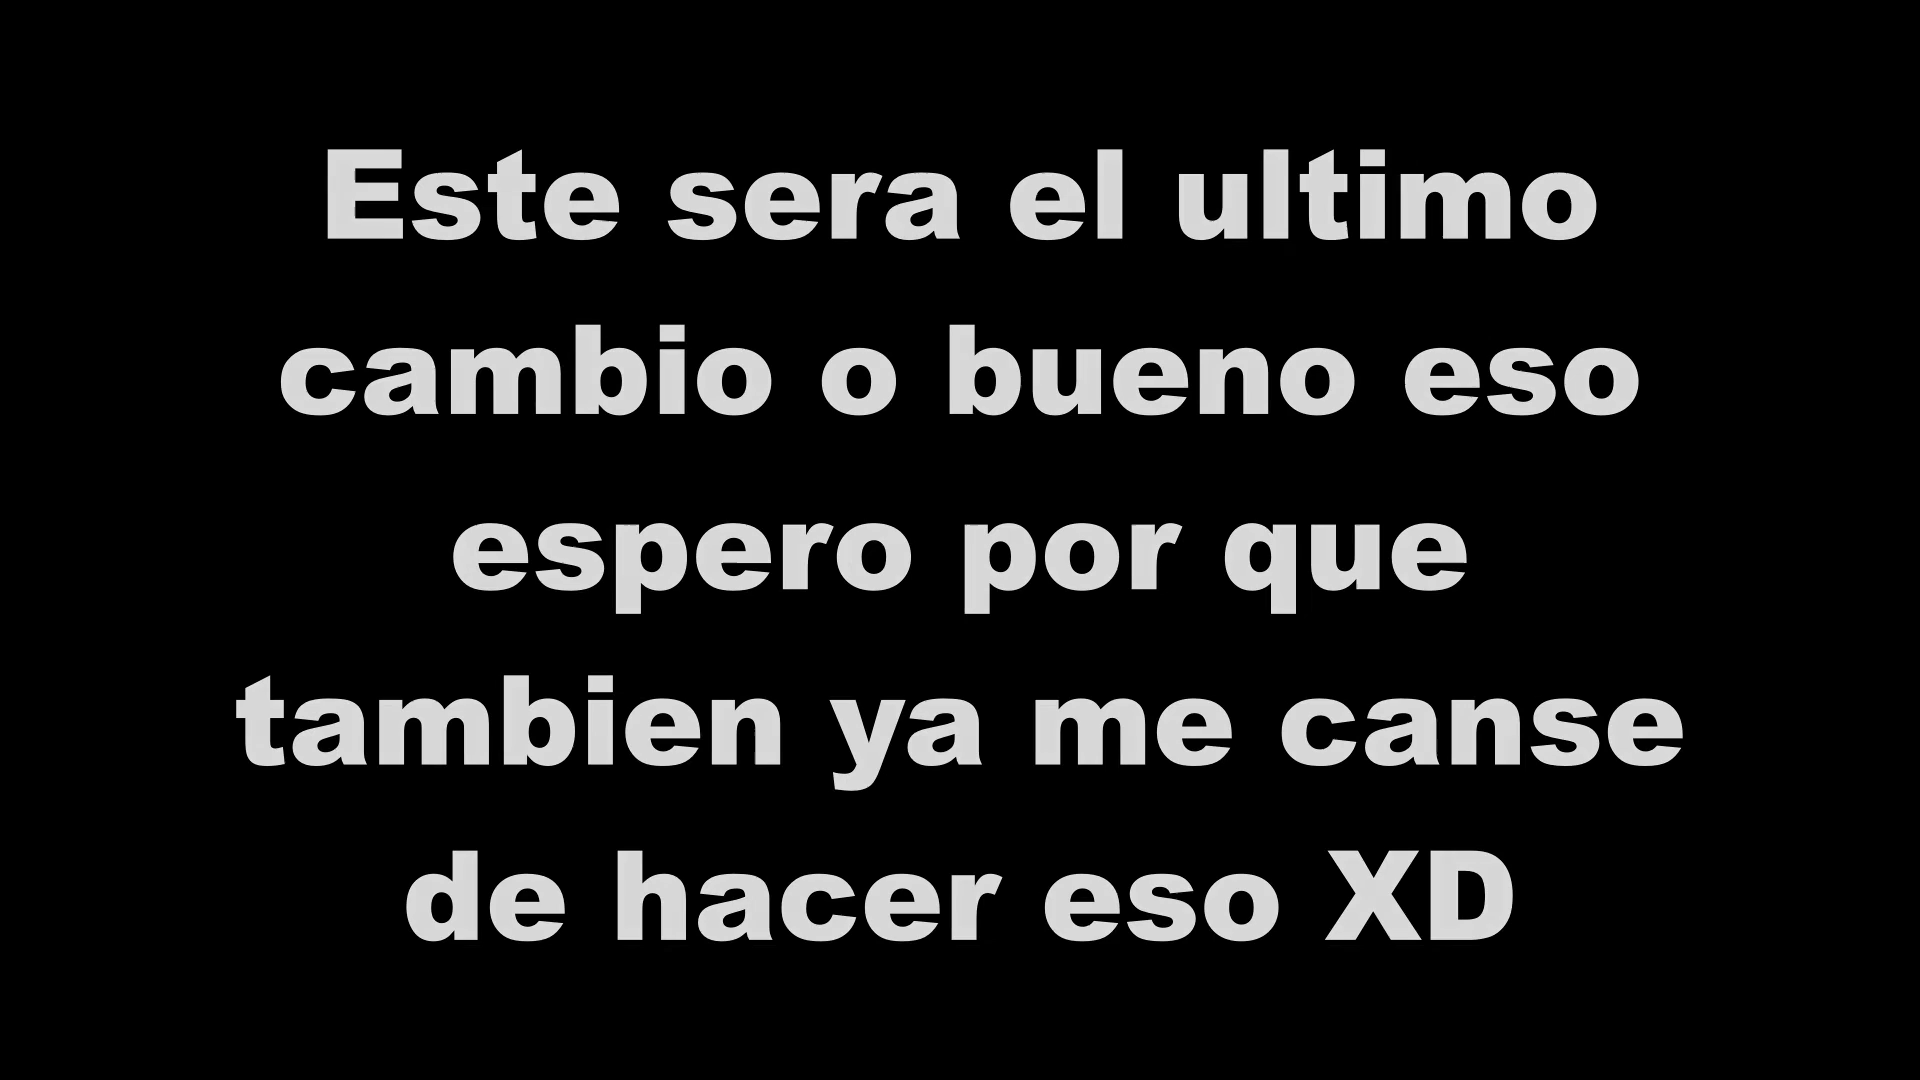 Este sera el ultimo
cambio o bueno eso
espero por que
tambien ya me canse
de hacer eso XD